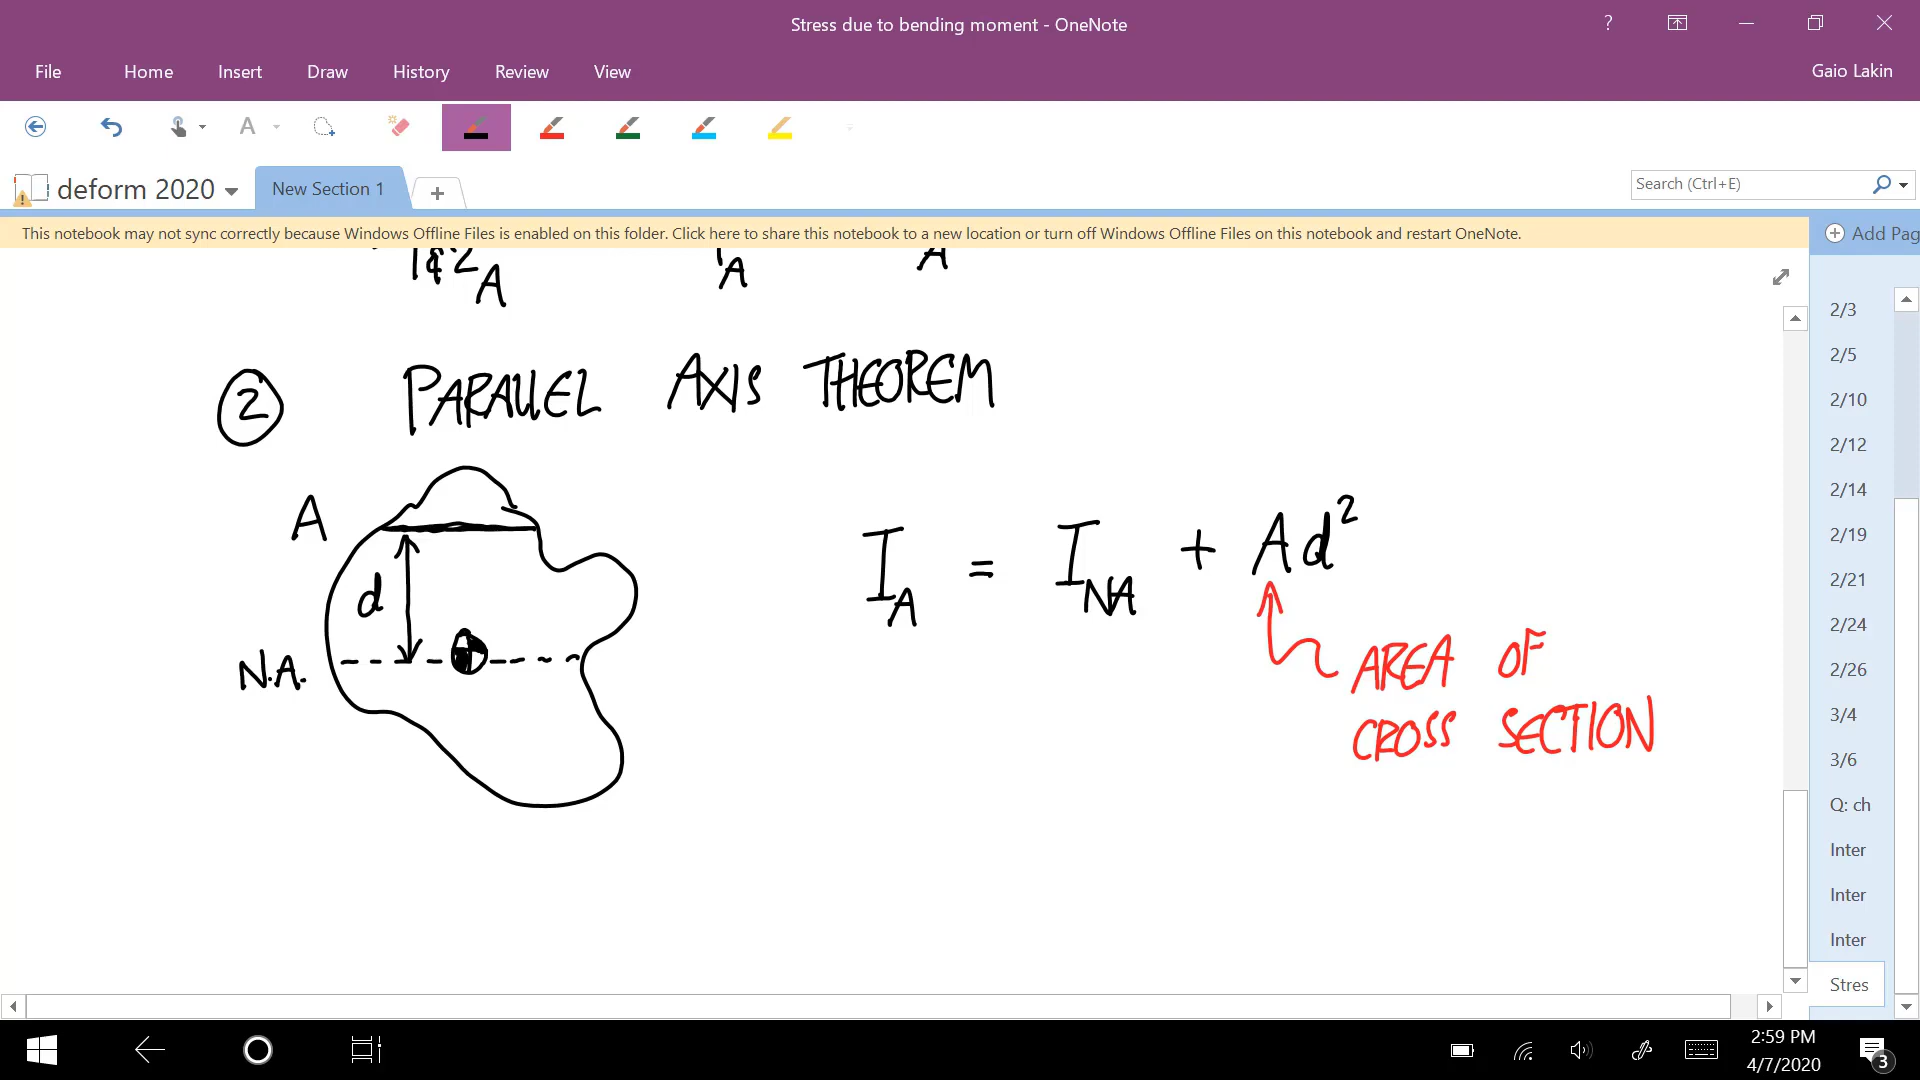 Stress due to bending moment - OneNote
?
File Home Insert Draw History Review View
Gaio Lakin
A
deform 2020
New Section 1
+
Search (Ctrl+E)
This notebook may not sync correctly because Windows Offline Files is enabled on this folder. Click here to share this notebook to a new location or turn off Windows Offline Files on this notebook and restart OneNote.
Add Pag
1&2 A
A
A
2 PARALLEL AXIS THEOREM
A
d
N.A.
I_A = I_NA + Ad²
AREA OF
CROSS SECTION
2/3
2/5
2/10
2/12
2/14
2/19
2/21
2/24
2/26
3/4
3/6
Q: ch
Inter
Inter
Inter
Stres
2:59 PM
4/7/2020
3